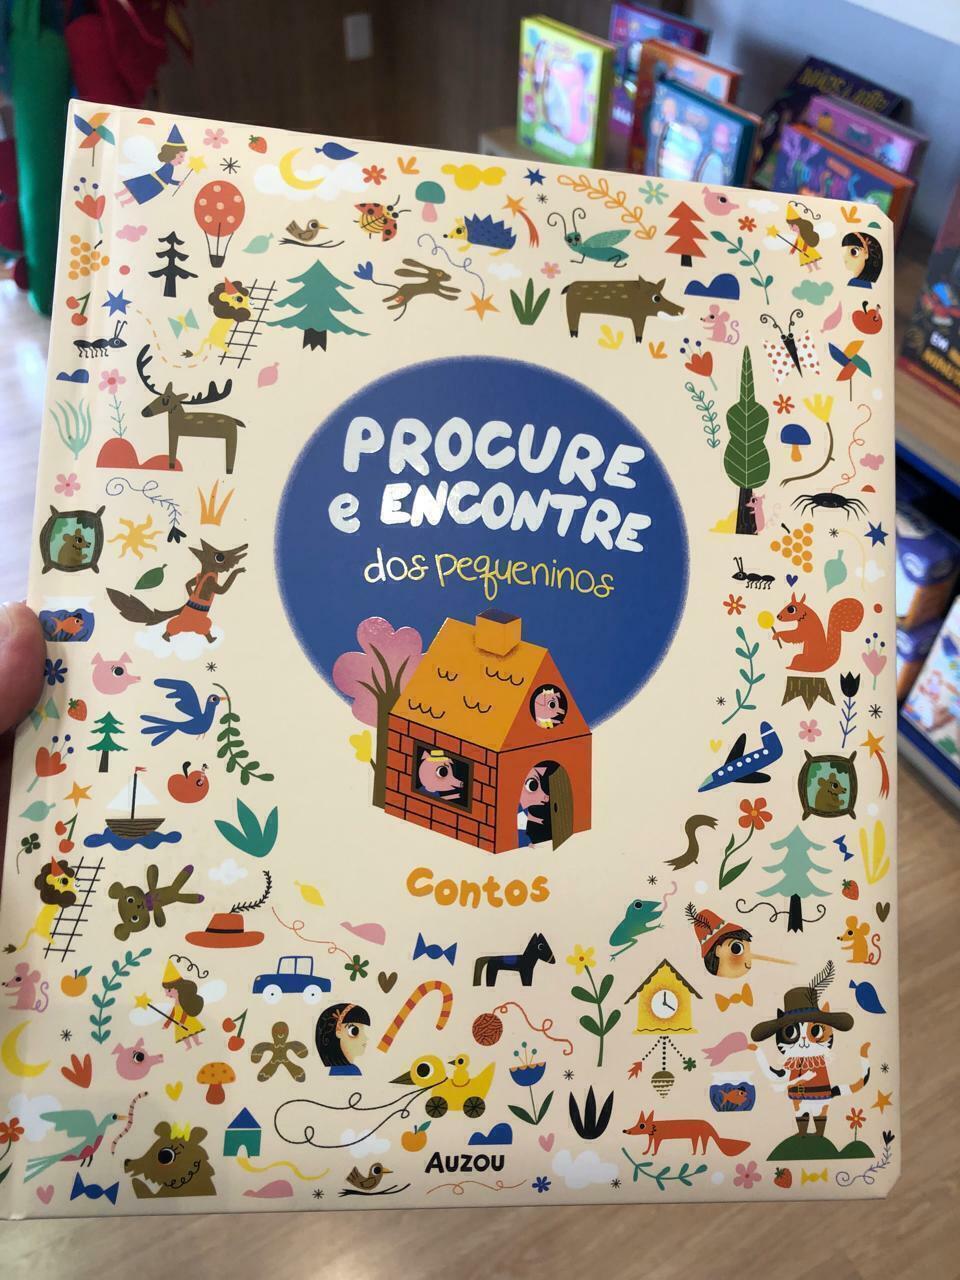 PROCURE
e ENCONTRE
dos pequeninos
Contos
AUZOU